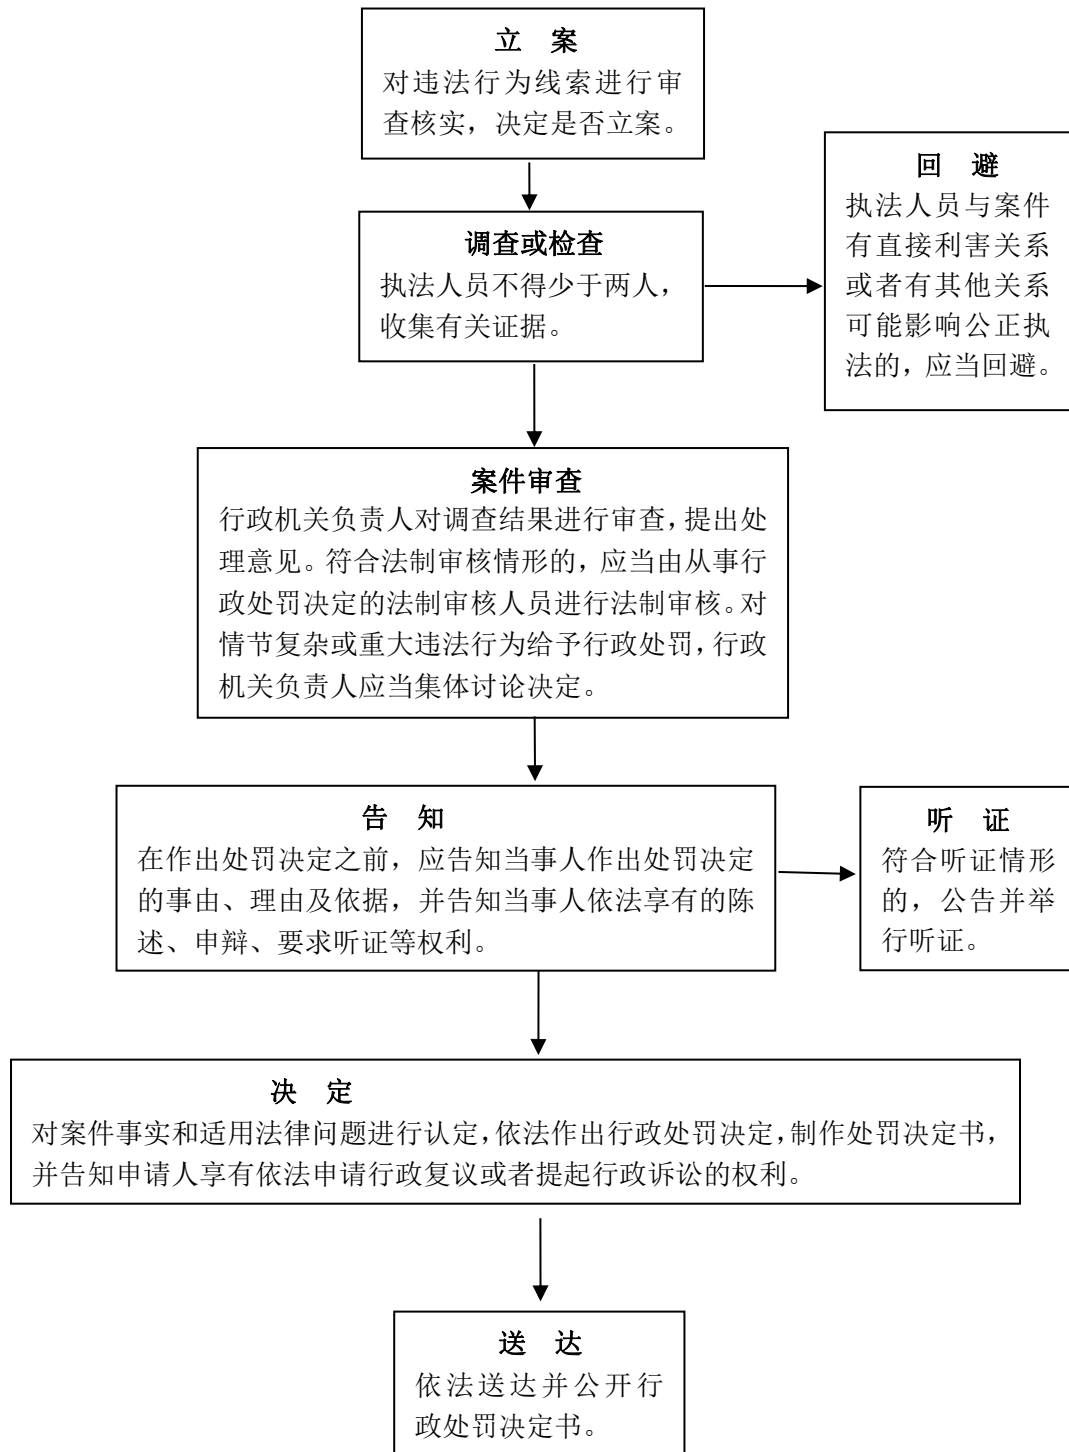 立 案
对违法行为线索进行审
查核实，决定是否立案。
回 避
执法人员与案件
有直接利害关系
或者有其他关系
可能影响公正执
法的，应当回避。
调查或检查
执法人员不得少于两人，
收集有关证据。
案件审查
行政机关负责人对调查结果进行审查，提出处
理意见。符合法制审核情形的，应当由从事行
政处罚决定的法制审核人员进行法制审核。对
情节复杂或重大违法行为给予行政处罚，行政
机关负责人应当集体讨论决定。
告 知
在作出处罚决定之前，应告知当事人作出处罚决定
的事由、理由及依据，并告知当事人依法享有的陈
述、申辩、要求听证等权利。
听 证
符合听证情形
的，公告并举
行听证。
决 定
对案件事实和适用法律问题进行认定，依法作出行政处罚决定，制作处罚决定书，
并告知申请人享有依法申请行政复议或者提起行政诉讼的权利。
送 达
依法送达并公开行
政处罚决定书。